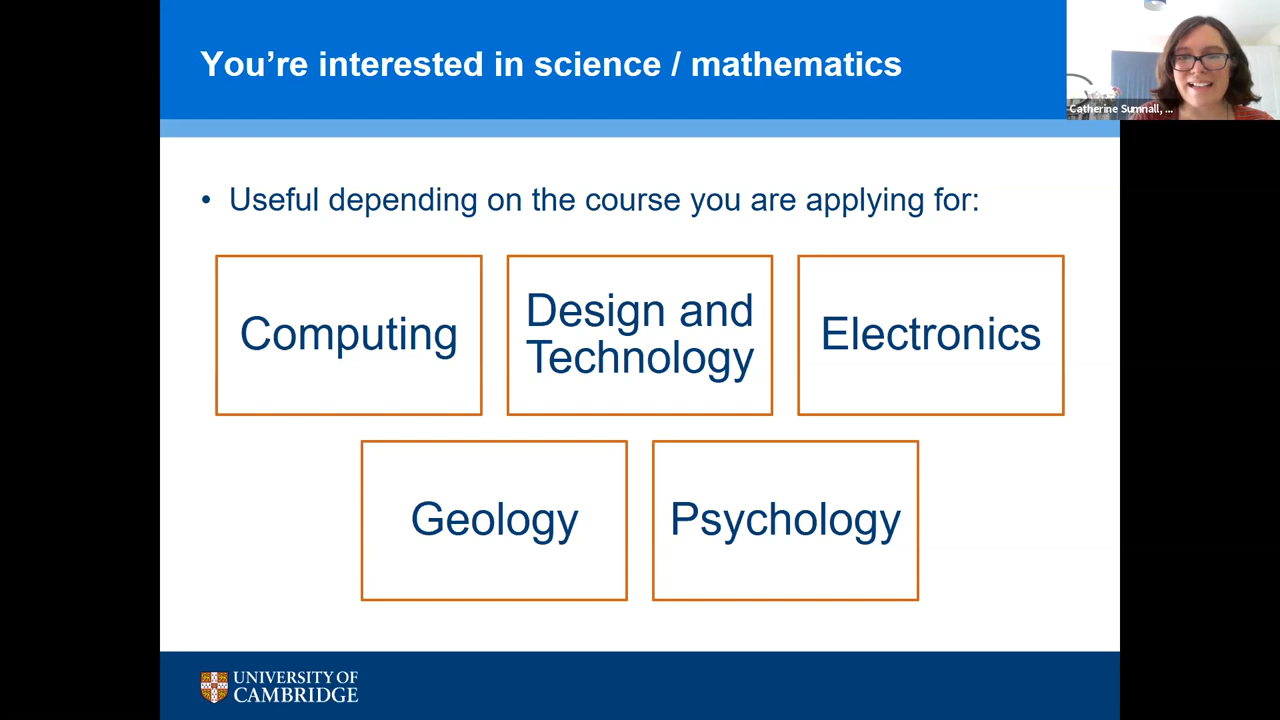 You're interested in science / mathematics
Catherine Sumnall, ...
• Useful depending on the course you are applying for:
Computing
Design and
Technology
Electronics
Geology
Psychology
UNIVERSITY OF
CAMBRIDGE